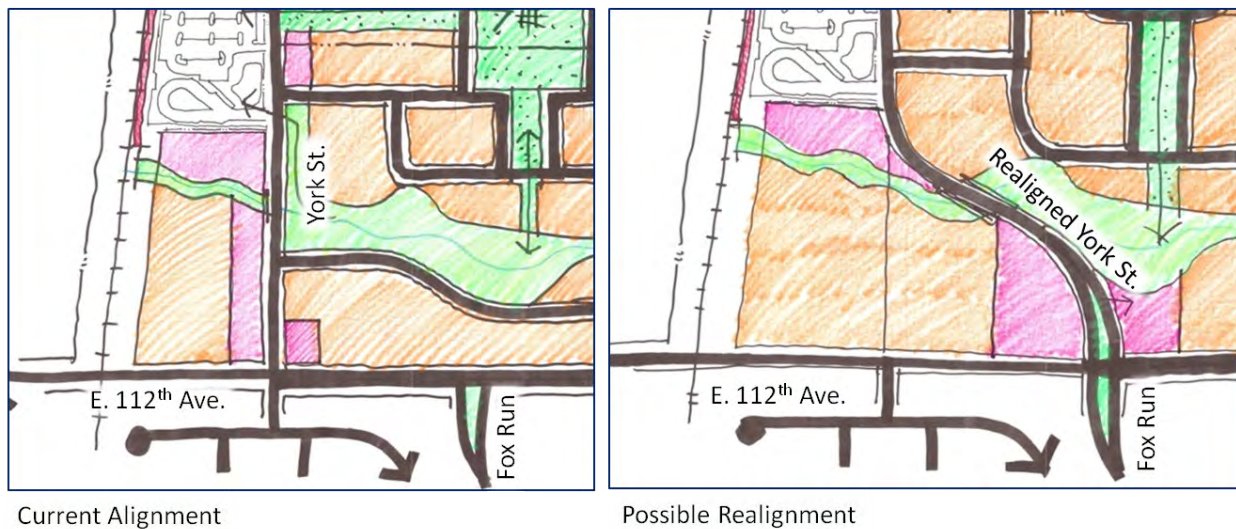 York St.
E. 112th Ave.
Fox Run
Current Alignment
Realigned York St.
E. 112th Ave.
Fox Run
Possible Realignment